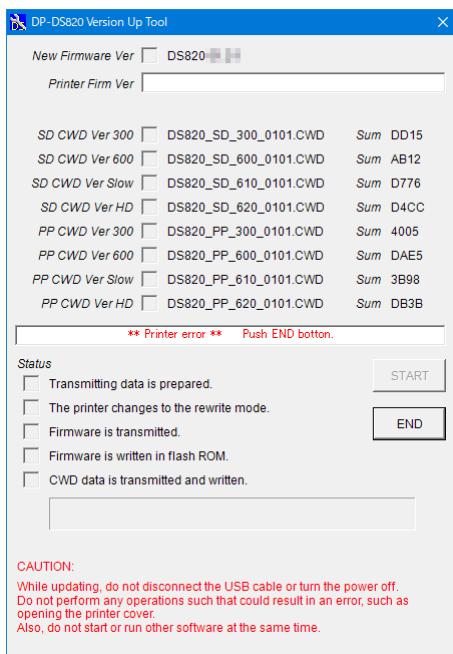 DP-DS820 Version Up Tool
New Firmware Ver DS820
Printer Firm Ver
SD CWD Ver 300 DS820_SD_300_0101.CWD Sum DD15
SD CWD Ver 600 DS820_SD_600_0101.CWD Sum AB12
SD CWD Ver Slow DS820_SD_610_0101.CWD Sum D776
SD CWD Ver HD DS820_SD_620_0101.CWD Sum D4CC
PP CWD Ver 300 DS820_PP_300_0101.CWD Sum 4005
PP CWD Ver 600 DS820_PP_600_0101.CWD Sum DAE5
PP CWD Ver Slow DS820_PP_610_0101.CWD Sum 3B98
PP CWD Ver HD DS820_PP_620_0101.CWD Sum DB3B
** Printer error ** Push END botton.
Status
Transmitting data is prepared.
The printer changes to the rewrite mode.
Firmware is transmitted.
Firmware is written in flash ROM.
CWD data is transmitted and written.
START
END
CAUTION:
While updating, do not disconnect the USB cable or turn the power off.
Do not perform any operations such that could result in an error, such as
opening the printer cover.
Also, do not start or run other software at the same time.